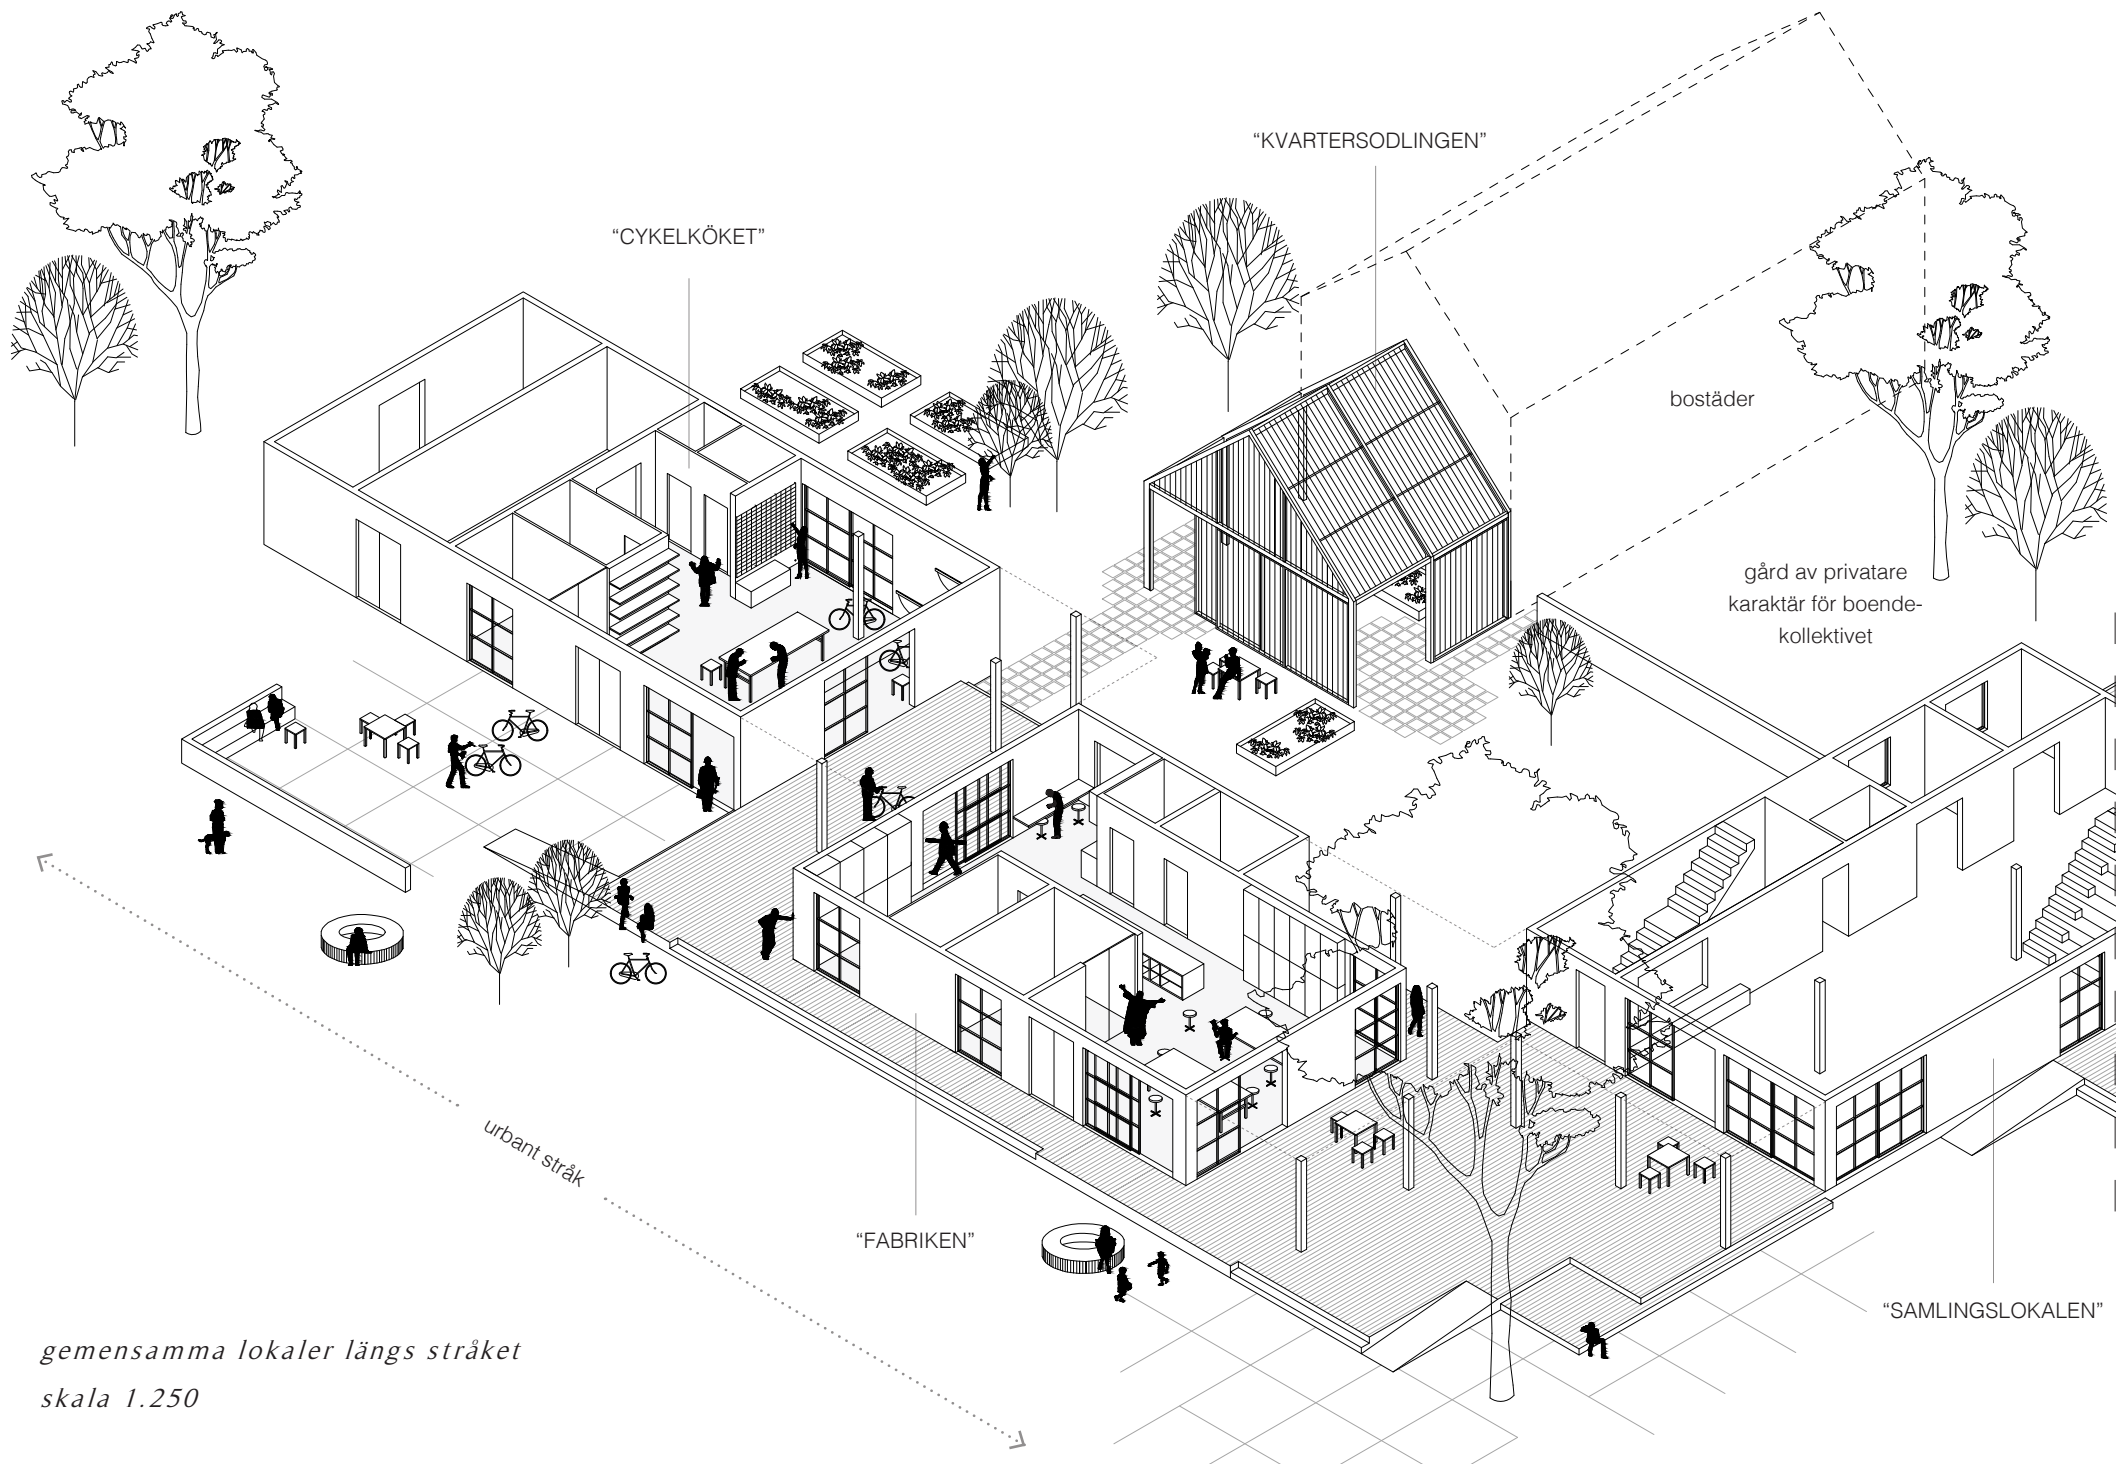 “KVARTERSODLINGEN”
“CYKELKÖKET”
bostäder
gård av privatare
karaktär för boende-
kollektivet
urbant stråk
“FABRIKEN”
“SAMLINGSLOKALEN”
gemensamma lokaler längs stråket
skala 1.250